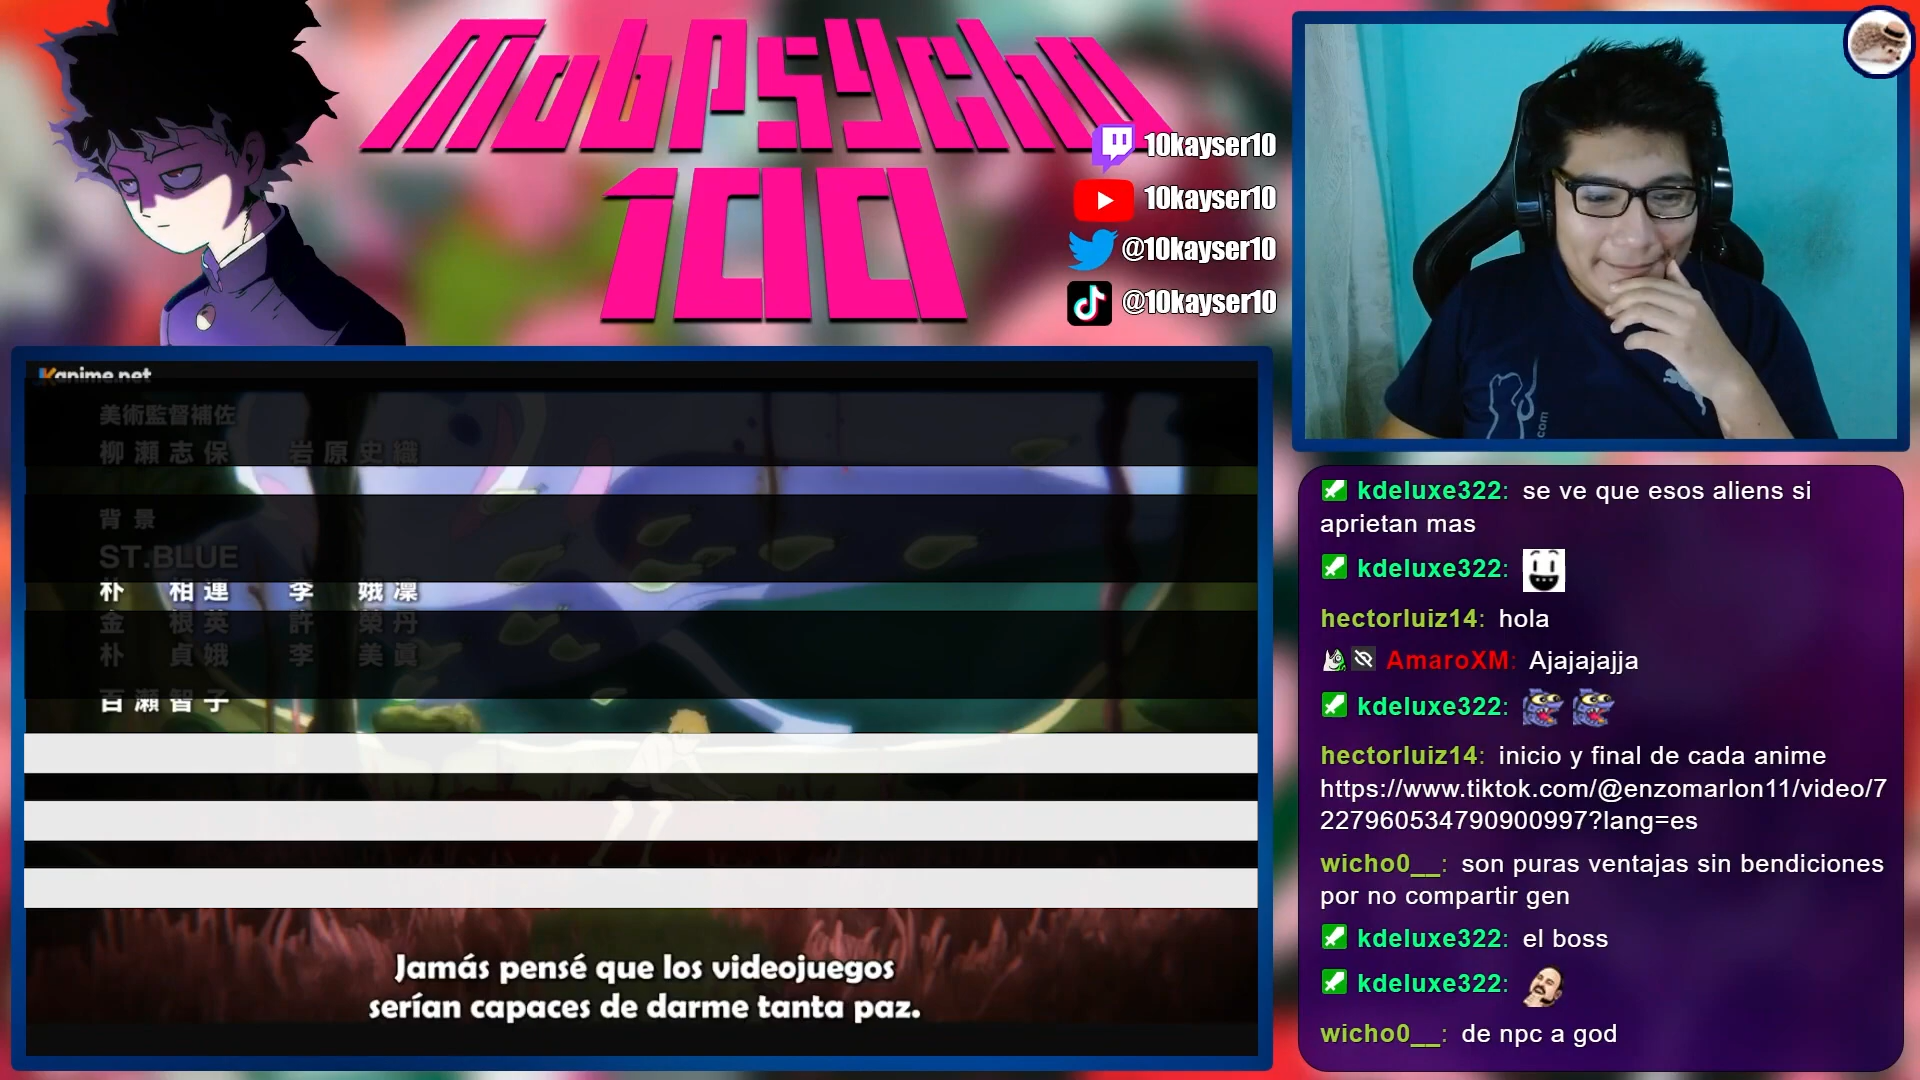 MobPsycho
100
10kayser10
10kayser10
@10kayser10
@10kayser10
Kanime.net
美術監督補佐
柳瀬志保 岩原史織
背景
ST.BLUE
朴 相連 李 娥凜
金 根英 許 榮丹
朴 貞娥 李 美眞
百瀬智子
Jamás pensé que los videojuegos
serían capaces de darme tanta paz.
.com
kdeluxe322: se ve que esos aliens si
aprietan mas
kdeluxe322:
hectorluiz14: hola
AmaroXM: Ajajajajja
kdeluxe322:
hectorluiz14: inicio y final de cada anime
https://www.tiktok.com/@enzomarlon11/video/7
227960534790900997?lang=es
wicho0__: son puras ventajas sin bendiciones
por no compartir gen
kdeluxe322: el boss
kdeluxe322:
wicho0__: de npc a god